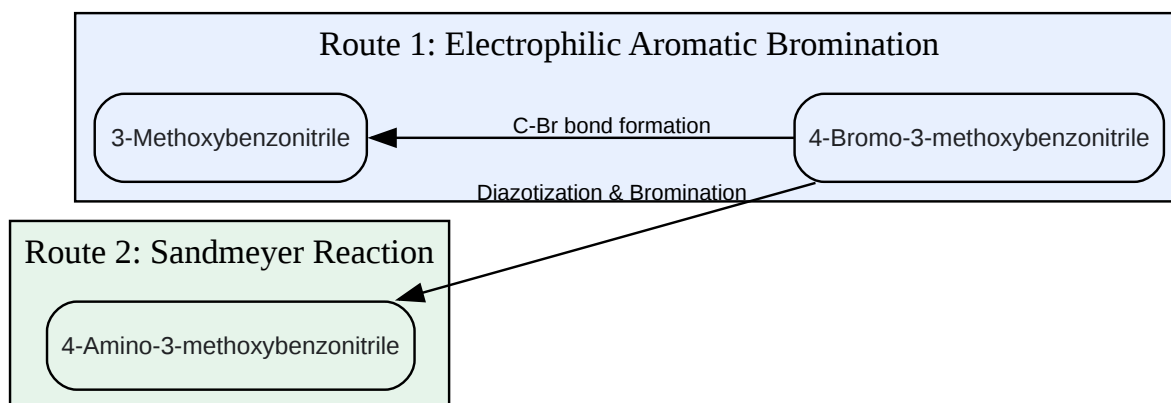 Route 1: Electrophilic Aromatic Bromination
3-Methoxybenzonitrile
C-Br bond formation
4-Bromo-3-methoxybenzonitrile
Diazotization & Bromination
Route 2: Sandmeyer Reaction
4-Amino-3-methoxybenzonitrile